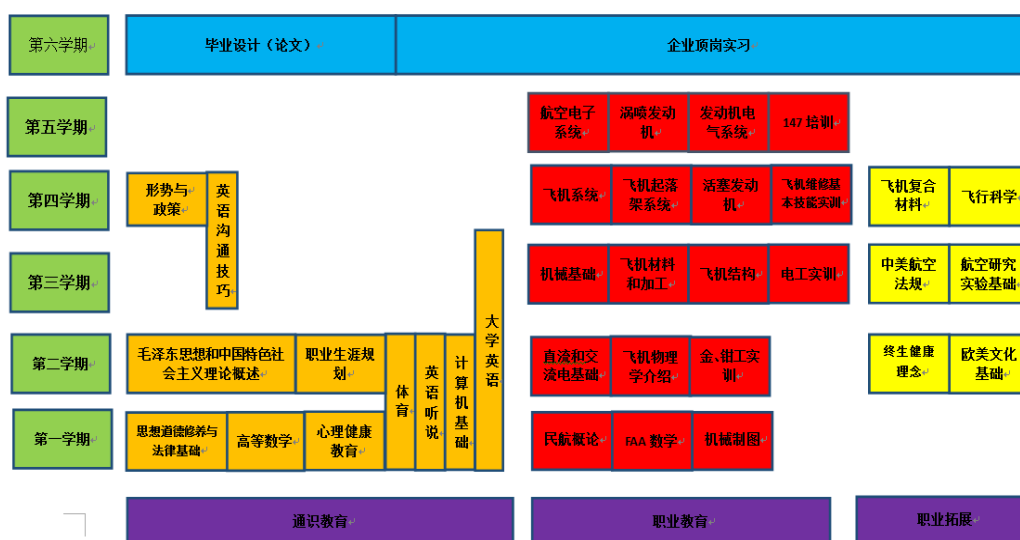 第六学期
毕业设计（论文）
企业顶岗实习
第五学期
航空电子
系统
涡喷发动
机
发动机电
气系统
147 培训
第四学期
形势与
政策
英语沟通技巧
飞机系统
飞机起落
架系统
活塞发动
机
飞机维修基
本技能实训
飞机复合
材料
飞行科学
第三学期
机械基础
飞机材料
和加工
飞机结构
电工实训
中美航空
法规
航空研究
实验基础
第二学期
毛泽东思想和中国特色社
会主义理论概述
职业生涯规
划
体育
英语听说
计算机基础
大学英语
直流和交
流电基础
飞机物理
学介绍
金、钳工实
训
终生健康
理念
欧美文化
基础
第一学期
思想道德修养与
法律基础
高等数学
心理健康
教育
民航概论
FAA 数学
机械制图
通识教育
职业教育
职业拓展